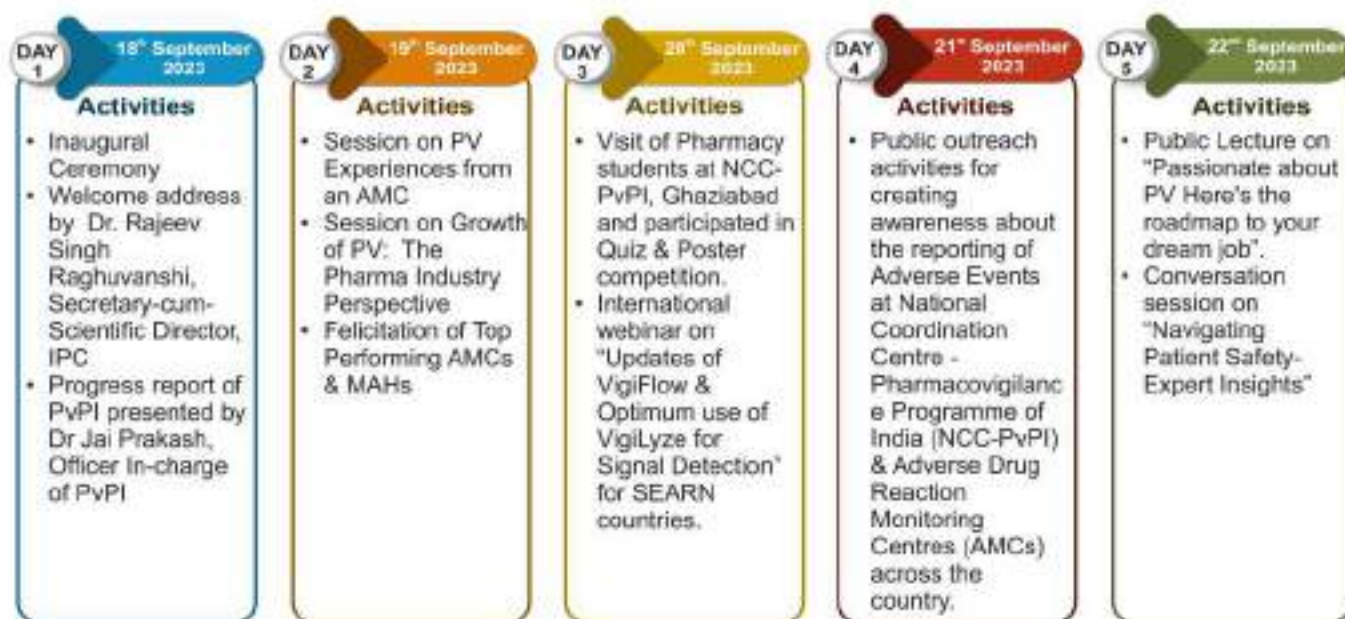 DAY
1
18th September
2023
Activities
• Inaugural
Ceremony
• Welcome address
by Dr. Rajeev
Singh
Raghuvanshi,
Secretary-cum-
Scientific Director,
IPC
• Progress report of
PvPI presented by
Dr Jai Prakash,
Officer In-charge
of PvPI
DAY
2
19th September
2023
Activities
• Session on PV
Experiences from
an AMC
• Session on Growth
of PV: The
Pharma Industry
Perspective
• Felicitation of Top
Performing AMCs
& MAHs
DAY
3
20th September
2023
Activities
• Visit of Pharmacy
students at NCC-
PvPI, Ghaziabad
and participated in
Quiz & Poster
competition.
• International
webinar on
"Updates of
VigiFlow &
Optimum use of
VigiLyze for
Signal Detection"
for SEARN
countries.
DAY
4
21st September
2023
Activities
• Public outreach
activities for
creating
awareness about
the reporting of
Adverse Events
at National
Coordination
Centre -
Pharmacovigilanc
e Programme of
India (NCC-PvPI)
& Adverse Drug
Reaction
Monitoring
Centres (AMCs)
across the
country.
DAY
5
22nd September
2023
Activities
• Public Lecture on
"Passionate about
PV Here's the
roadmap to your
dream job".
• Conversation
session on
"Navigating
Patient Safety-
Expert Insights"